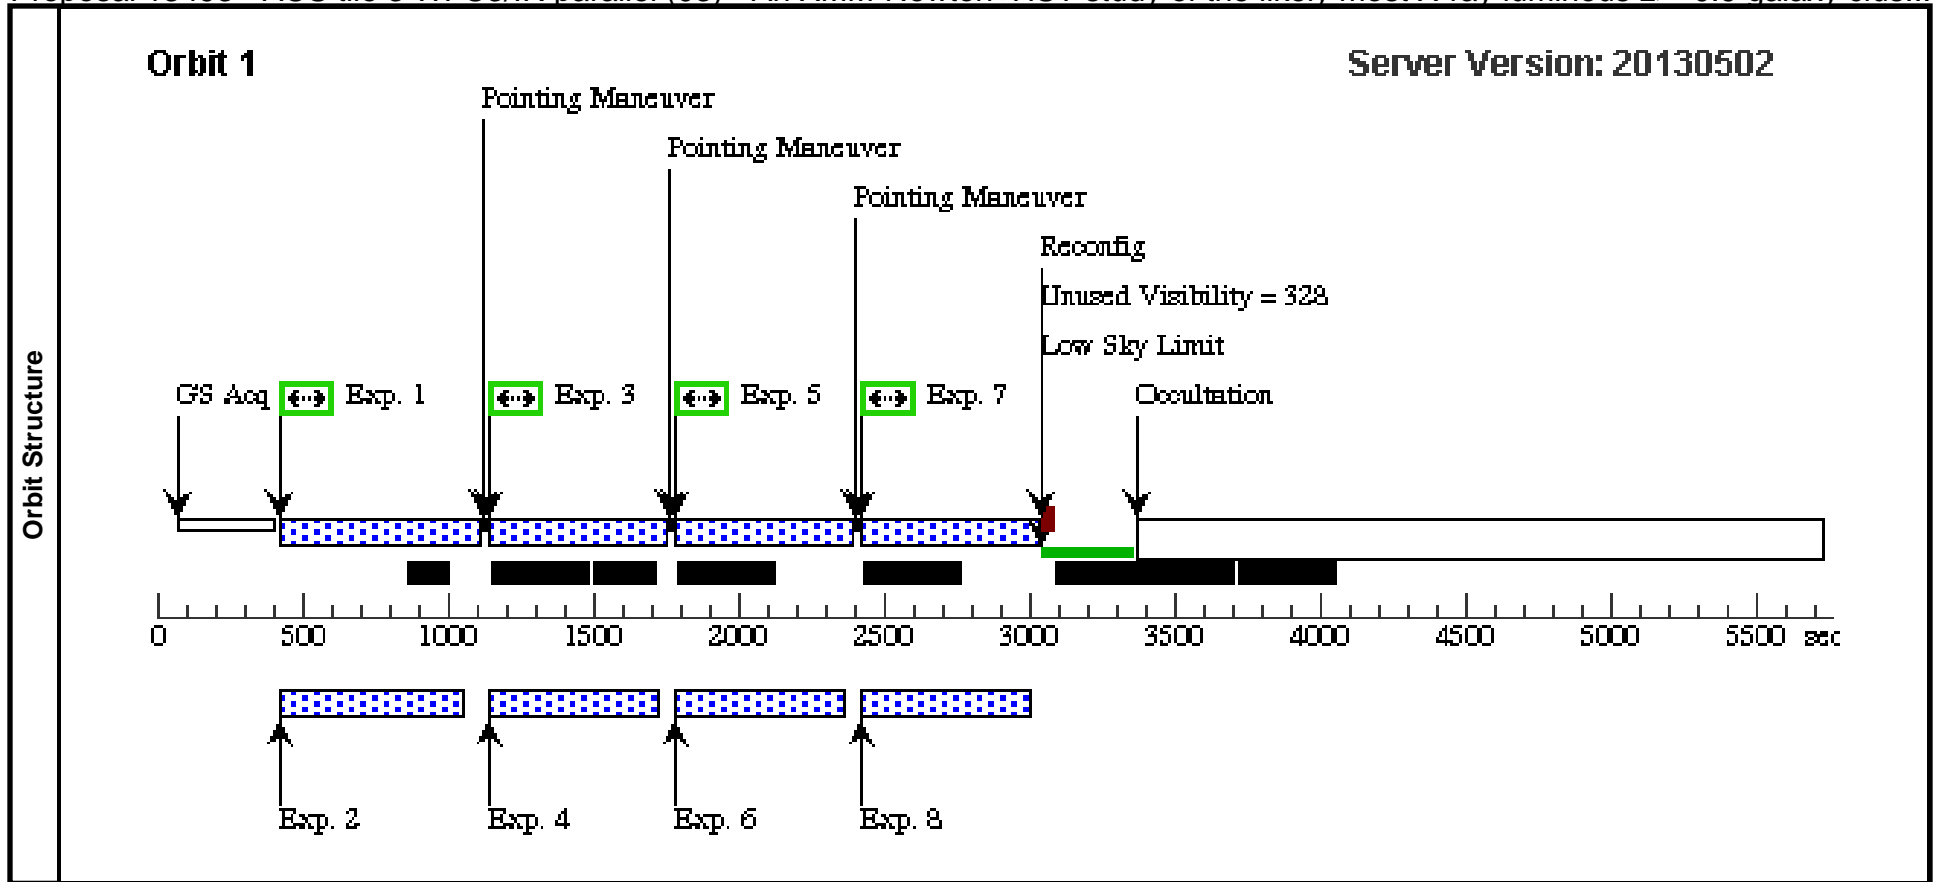 Orbit 1
Server Version: 20130502
Pointing Maneuver
Pointing Maneuver
Pointing Maneuver
Reconfig
Unused Visibility = 328
Low Sky Limit
GS Acq Exp. 1 Exp. 3 Exp. 5 Exp. 7 Occultation
Orbit Structure
0 500 1000 1500 2000 2500 3000 3500 4000 4500 5000 5500 sec
Exp. 2 Exp. 4 Exp. 6 Exp. 8